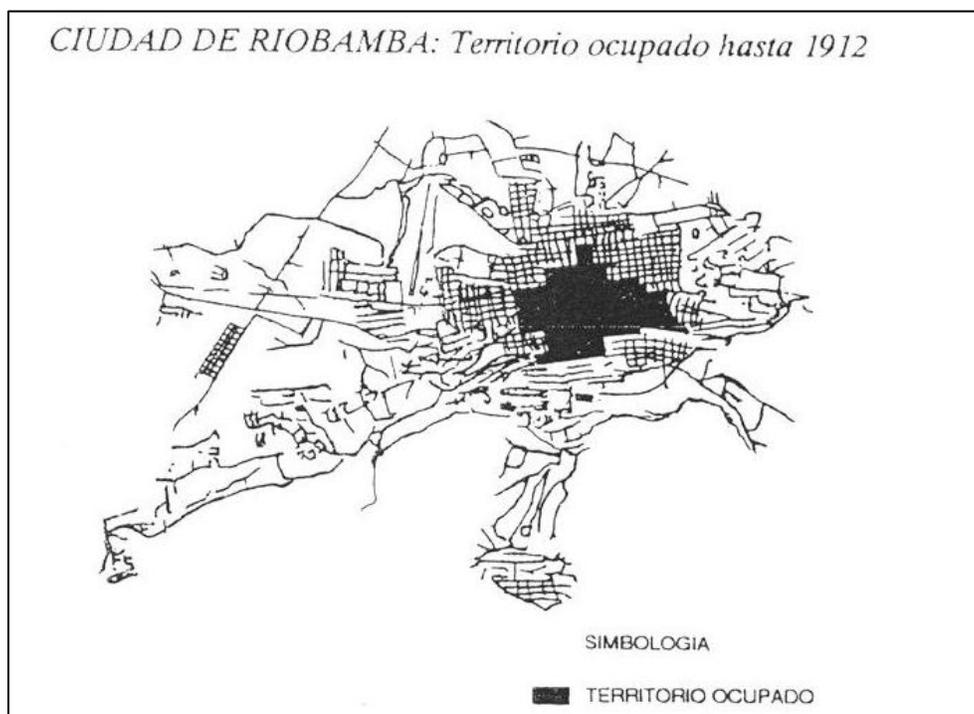 CIUDAD DE RIOBAMBA: Territorio ocupado hasta 1912
SIMBOLOGIA
TERRITORIO OCUPADO